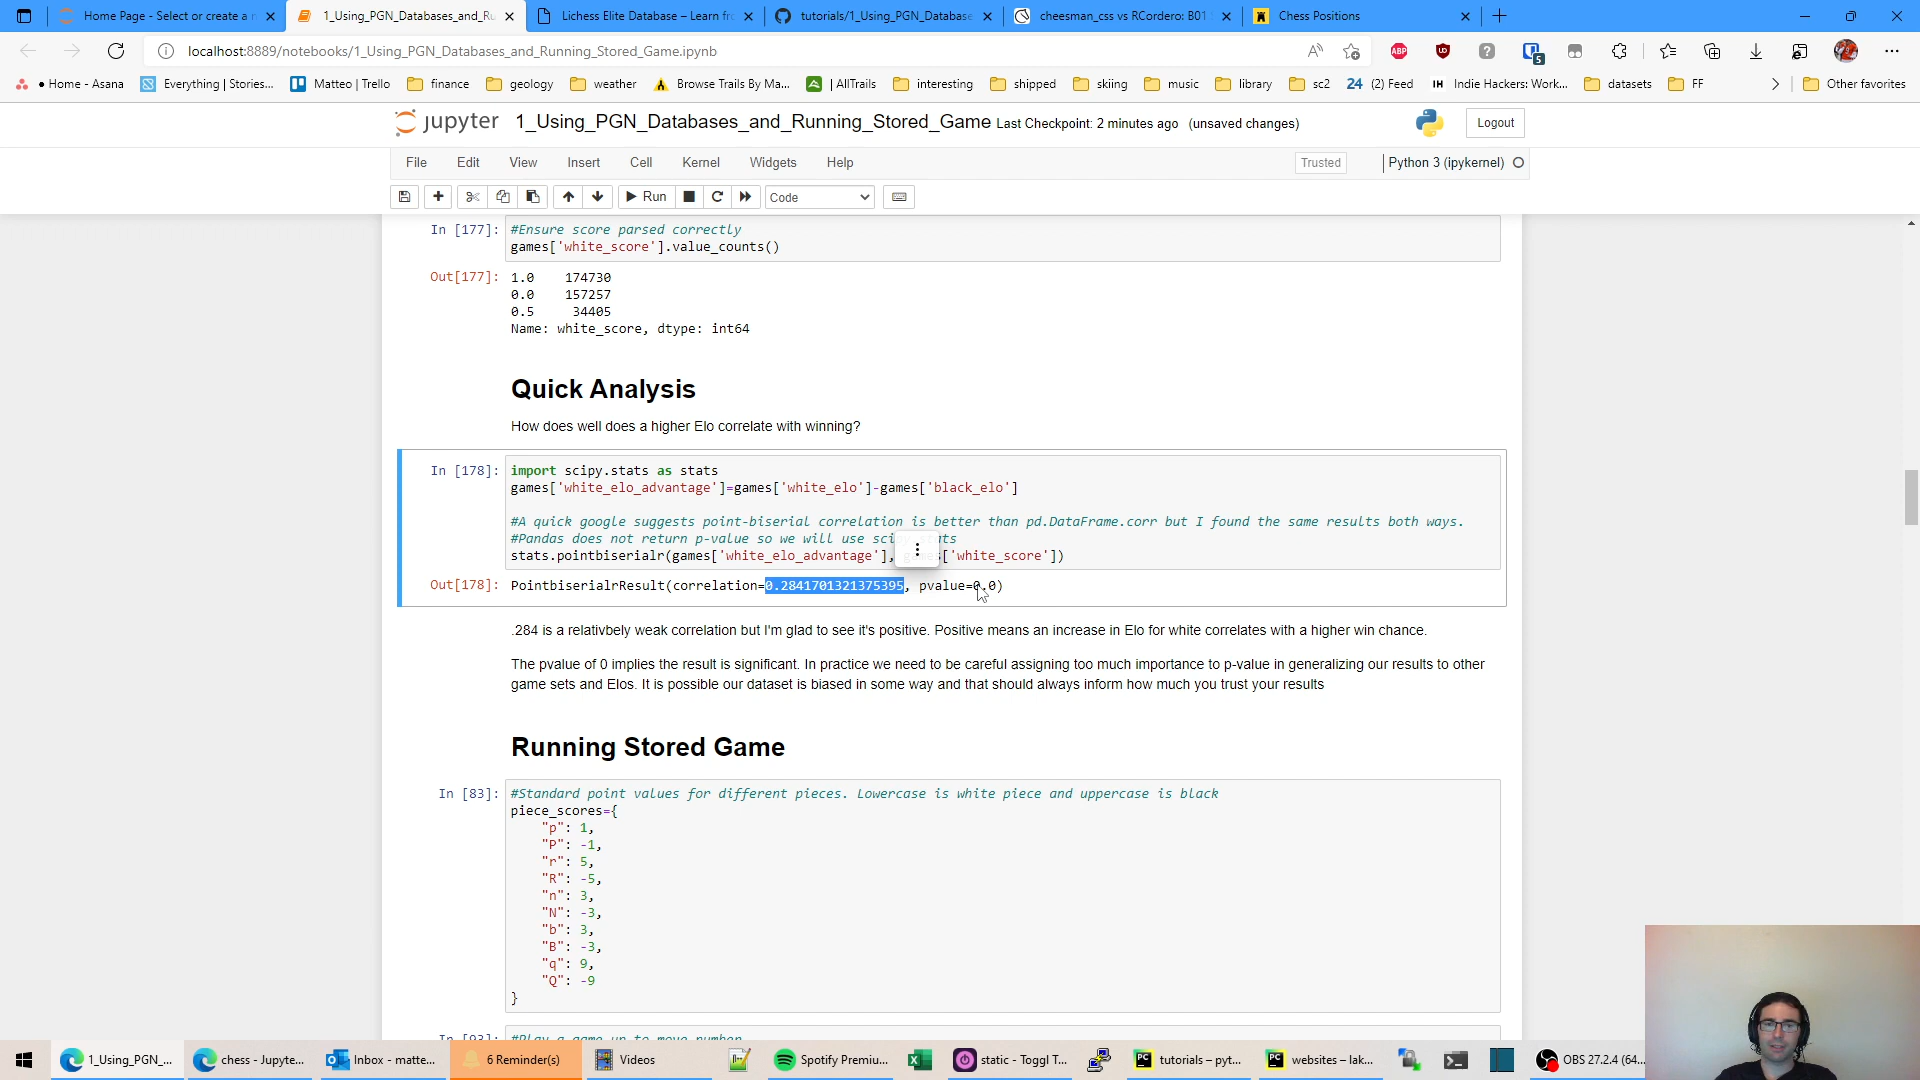 Home Page - Select or create a n
1_Using_PGN_Databases_and_Ru
Lichess Elite Database – Learn fr
tutorials/1_Using_PGN_Database
cheesman_css vs RCordero: B01
Chess Positions
localhost:8889/notebooks/1_Using_PGN_Databases_and_Running_Stored_Game.ipynb
• Home - Asana
Everything | Stories...
Matteo | Trello
finance
geology
weather
Browse Trails By Ma...
| AllTrails
interesting
shipped
skiing
music
library
sc2
24 (2) Feed
IH Indie Hackers: Work...
datasets
FF
Other favorites
jupyter 1_Using_PGN_Databases_and_Running_Stored_Game Last Checkpoint: 2 minutes ago (unsaved changes)
Logout
File Edit View Insert Cell Kernel Widgets Help
Trusted
Python 3 (ipykernel)
Run
Code
In [177]: #Ensure score parsed correctly
games['white_score'].value_counts()
Out[177]: 1.0    174730
0.0    157257
0.5     34405
Name: white_score, dtype: int64
Quick Analysis
How does well does a higher Elo correlate with winning?
In [178]: import scipy.stats as stats
games['white_elo_advantage']=games['white_elo']-games['black_elo']
#A quick google suggests point-biserial correlation is better than pd.DataFrame.corr but I found the same results both ways.
#Pandas does not return p-value so we will use
stats.pointbiserialr(games['white_elo_advantage'], ['white_score'])
Out[178]: PointbiserialrResult(correlation=0.2841701321375395, pvalue=0.0)
.284 is a relativbely weak correlation but I'm glad to see it's positive. Positive means an increase in Elo for white correlates with a higher win chance.
The pvalue of 0 implies the result is significant. In practice we need to be careful assigning too much importance to p-value in generalizing our results to other
game sets and Elos. It is possible our dataset is biased in some way and that should always inform how much you trust your results
Running Stored Game
In [83]: #Standard point values for different pieces. Lowercase is white piece and uppercase is black
piece_scores={
"p": 1,
"P": -1,
"r": 5,
"R": -5,
"n": 3,
"N": -3,
"b": 3,
"B": -3,
"q": 9,
"Q": -9
}
In [93]: #Play a game up to move number
1_Using_PGN_...
chess - Jupyte...
Inbox - matte...
6 Reminder(s)
Videos
Spotify Premiu...
static - Toggl T...
tutorials – pyt...
websites – lak...
OBS 27.2.4 (64...